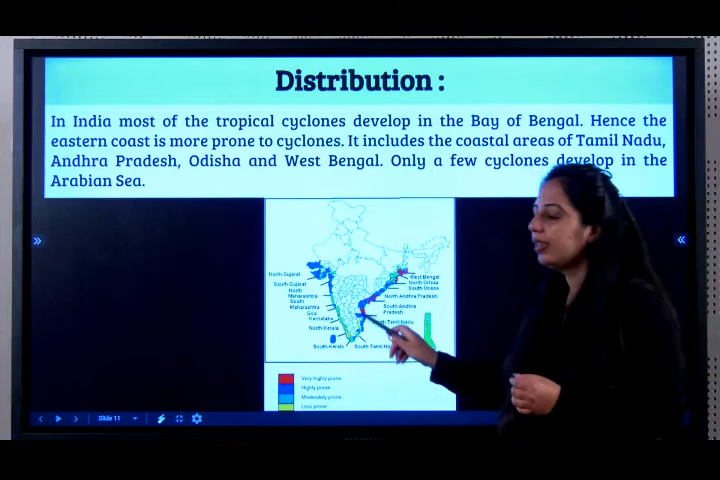 Distribution :
In India most of the tropical cyclones develop in the Bay of Bengal. Hence the
eastern coast is more prone to cyclones. It includes the coastal areas of Tamil Nadu,
Andhra Pradesh, Odisha and West Bengal. Only a few cyclones develop in the
Arabian Sea.
North Gujarat
South Gujarat
North
Maharashtra
South
Maharashtra
Goa
Karnataka
North Kerala
South Kerala
West Bengal
North Orissa
South Orissa
North Andhra Pradesh
South Andhra
Pradesh
Tamil Nadu
South Tamil
Very highly prone
Highly prone
Moderately prone
Less prone
Slide 11